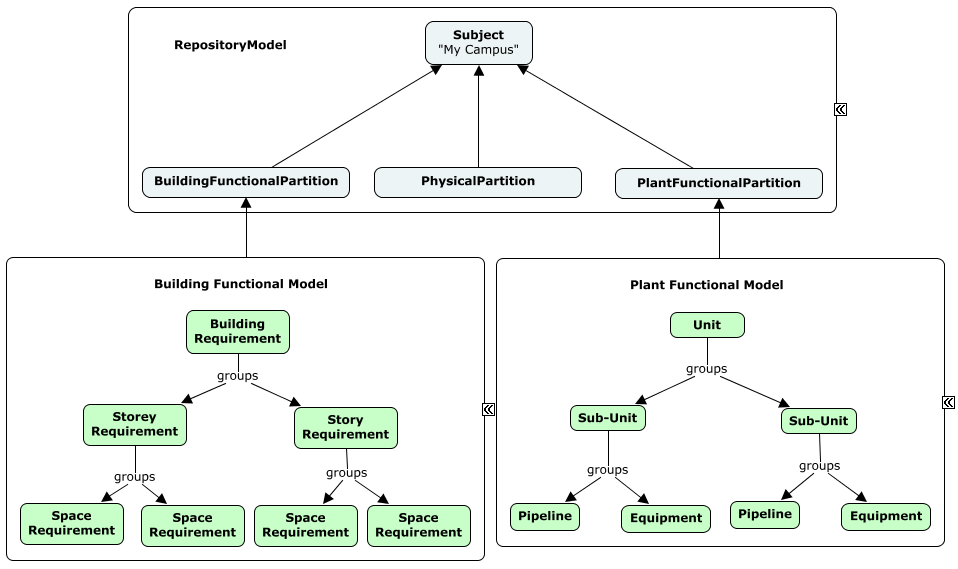 RepositoryModel
Subject
"My Campus"
BuildingFunctionalPartition
PhysicalPartition
PlantFunctionalPartition
Building Functional Model
Building
Requirement
groups
Storey
Requirement
Story
Requirement
groups
groups
Space
Requirement
Space
Requirement
Space
Requirement
Space
Requirement
Plant Functional Model
Unit
groups
Sub-Unit
Sub-Unit
groups
groups
Pipeline
Equipment
Pipeline
Equipment